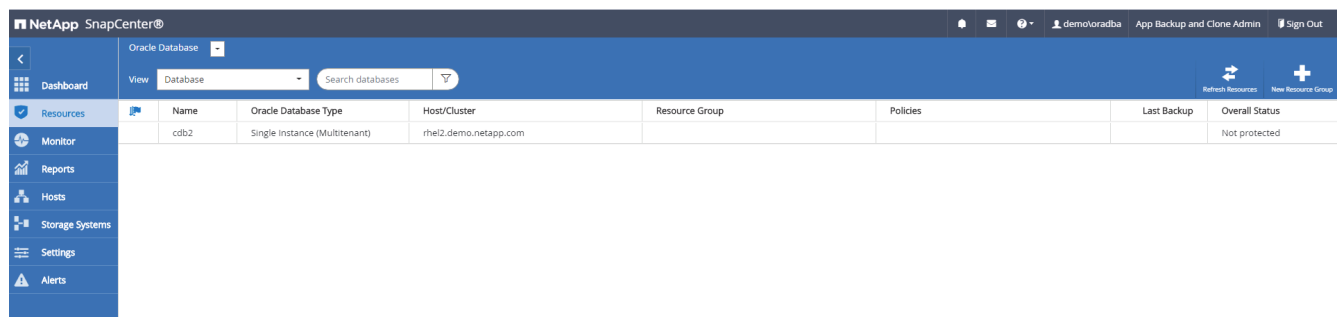 NetApp SnapCenter®
demo\oradba App Backup and Clone Admin Sign Out
Oracle Database
Dashboard
View Database Search databases
Refresh Resources New Resource Group
Resources
Name Oracle Database Type Host/Cluster Resource Group Policies Last Backup Overall Status
cdb2 Single Instance (Multitenant) rhel2.demo.netapp.com Not protected
Monitor
Reports
Hosts
Storage Systems
Settings
Alerts